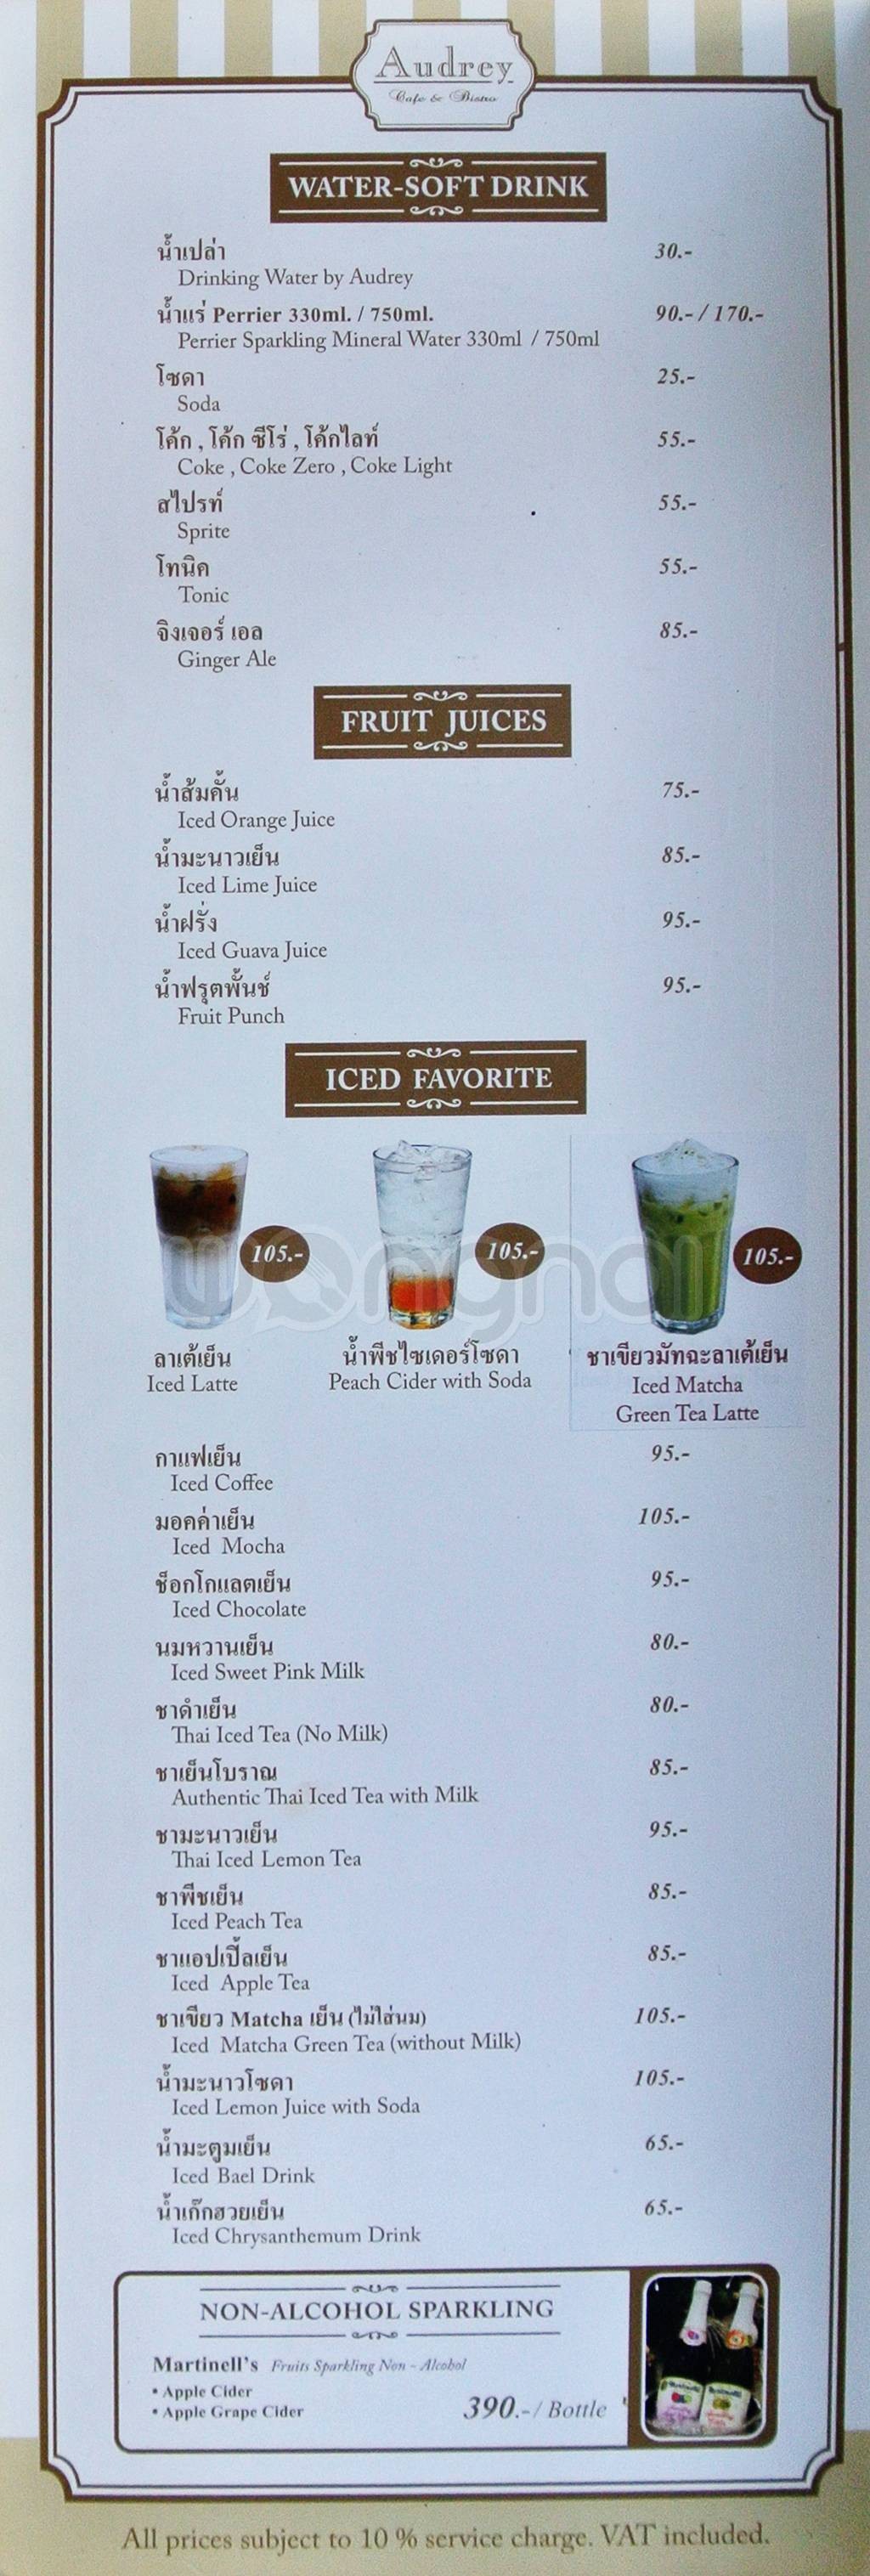 Audrey
Cafe & Bistro
WATER-SOFT DRINK
น้ำเปล่า 30.-
Drinking Water by Audrey
น้ำแร่ Perrier 330ml. / 750ml. 90.- / 170.-
Perrier Sparkling Mineral Water 330ml / 750ml
โซดา 25.-
Soda
โค้ก , โค้ก ซีโร่ , โค้กไลท์ 55.-
Coke , Coke Zero , Coke Light
สไปรท์ 55.-
Sprite
โทนิค 55.-
Tonic
จิงเจอร์ เอล 85.-
Ginger Ale
FRUIT JUICES
น้ำส้มคั้น 75.-
Iced Orange Juice
น้ำมะนาวเย็น 85.-
Iced Lime Juice
น้ำฝรั่ง 95.-
Iced Guava Juice
น้ำฟรุตพั้นช์ 95.-
Fruit Punch
ICED FAVORITE
105.- 105.- 105.-
wongnai
ลาเต้เย็น น้ำพีชไซเดอร์โซดา ชาเขียวมัทฉะลาเต้เย็น
Iced Latte Peach Cider with Soda Iced Matcha
Green Tea Latte
กาแฟเย็น 95.-
Iced Coffee
มอคค่าเย็น 105.-
Iced Mocha
ช็อกโกแลตเย็น 95.-
Iced Chocolate
นมหวานเย็น 80.-
Iced Sweet Pink Milk
ชาดำเย็น 80.-
Thai Iced Tea (No Milk)
ชาเย็นโบราณ 85.-
Authentic Thai Iced Tea with Milk
ชามะนาวเย็น 95.-
Thai Iced Lemon Tea
ชาพีชเย็น 85.-
Iced Peach Tea
ชาแอปเปิ้ลเย็น 85.-
Iced Apple Tea
ชาเขียว Matcha เย็น (ไม่ใส่นม) 105.-
Iced Matcha Green Tea (without Milk)
น้ำมะนาวโซดา 105.-
Iced Lemon Juice with Soda
น้ำมะตูมเย็น 65.-
Iced Bael Drink
น้ำเก๊กฮวยเย็น 65.-
Iced Chrysanthemum Drink
NON-ALCOHOL SPARKLING
Martinell's Fruits Sparkling Non - Alcohol
• Apple Cider
• Apple Grape Cider 390.-/ Bottle
All prices subject to 10 % service charge. VAT included.